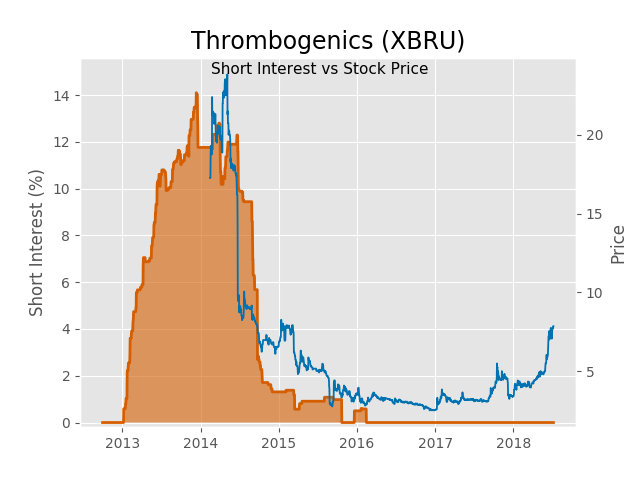 Thrombogenics (XBRU)
Short Interest vs Stock Price
Short Interest (%)
14
12
10
8
6
4
2
0
20
15
10
5
Price
2013 2014 2015 2016 2017 2018